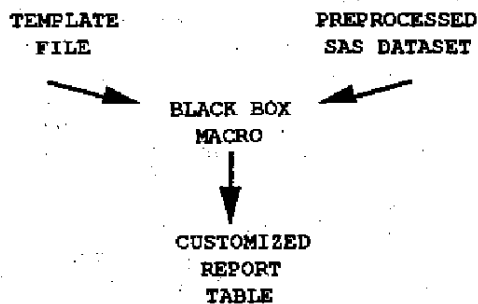 TEMPLATE
FILE
PREPROCESSED
SAS DATASET
BLACK BOX
MACRO
CUSTOMIZED
REPORT
TABLE